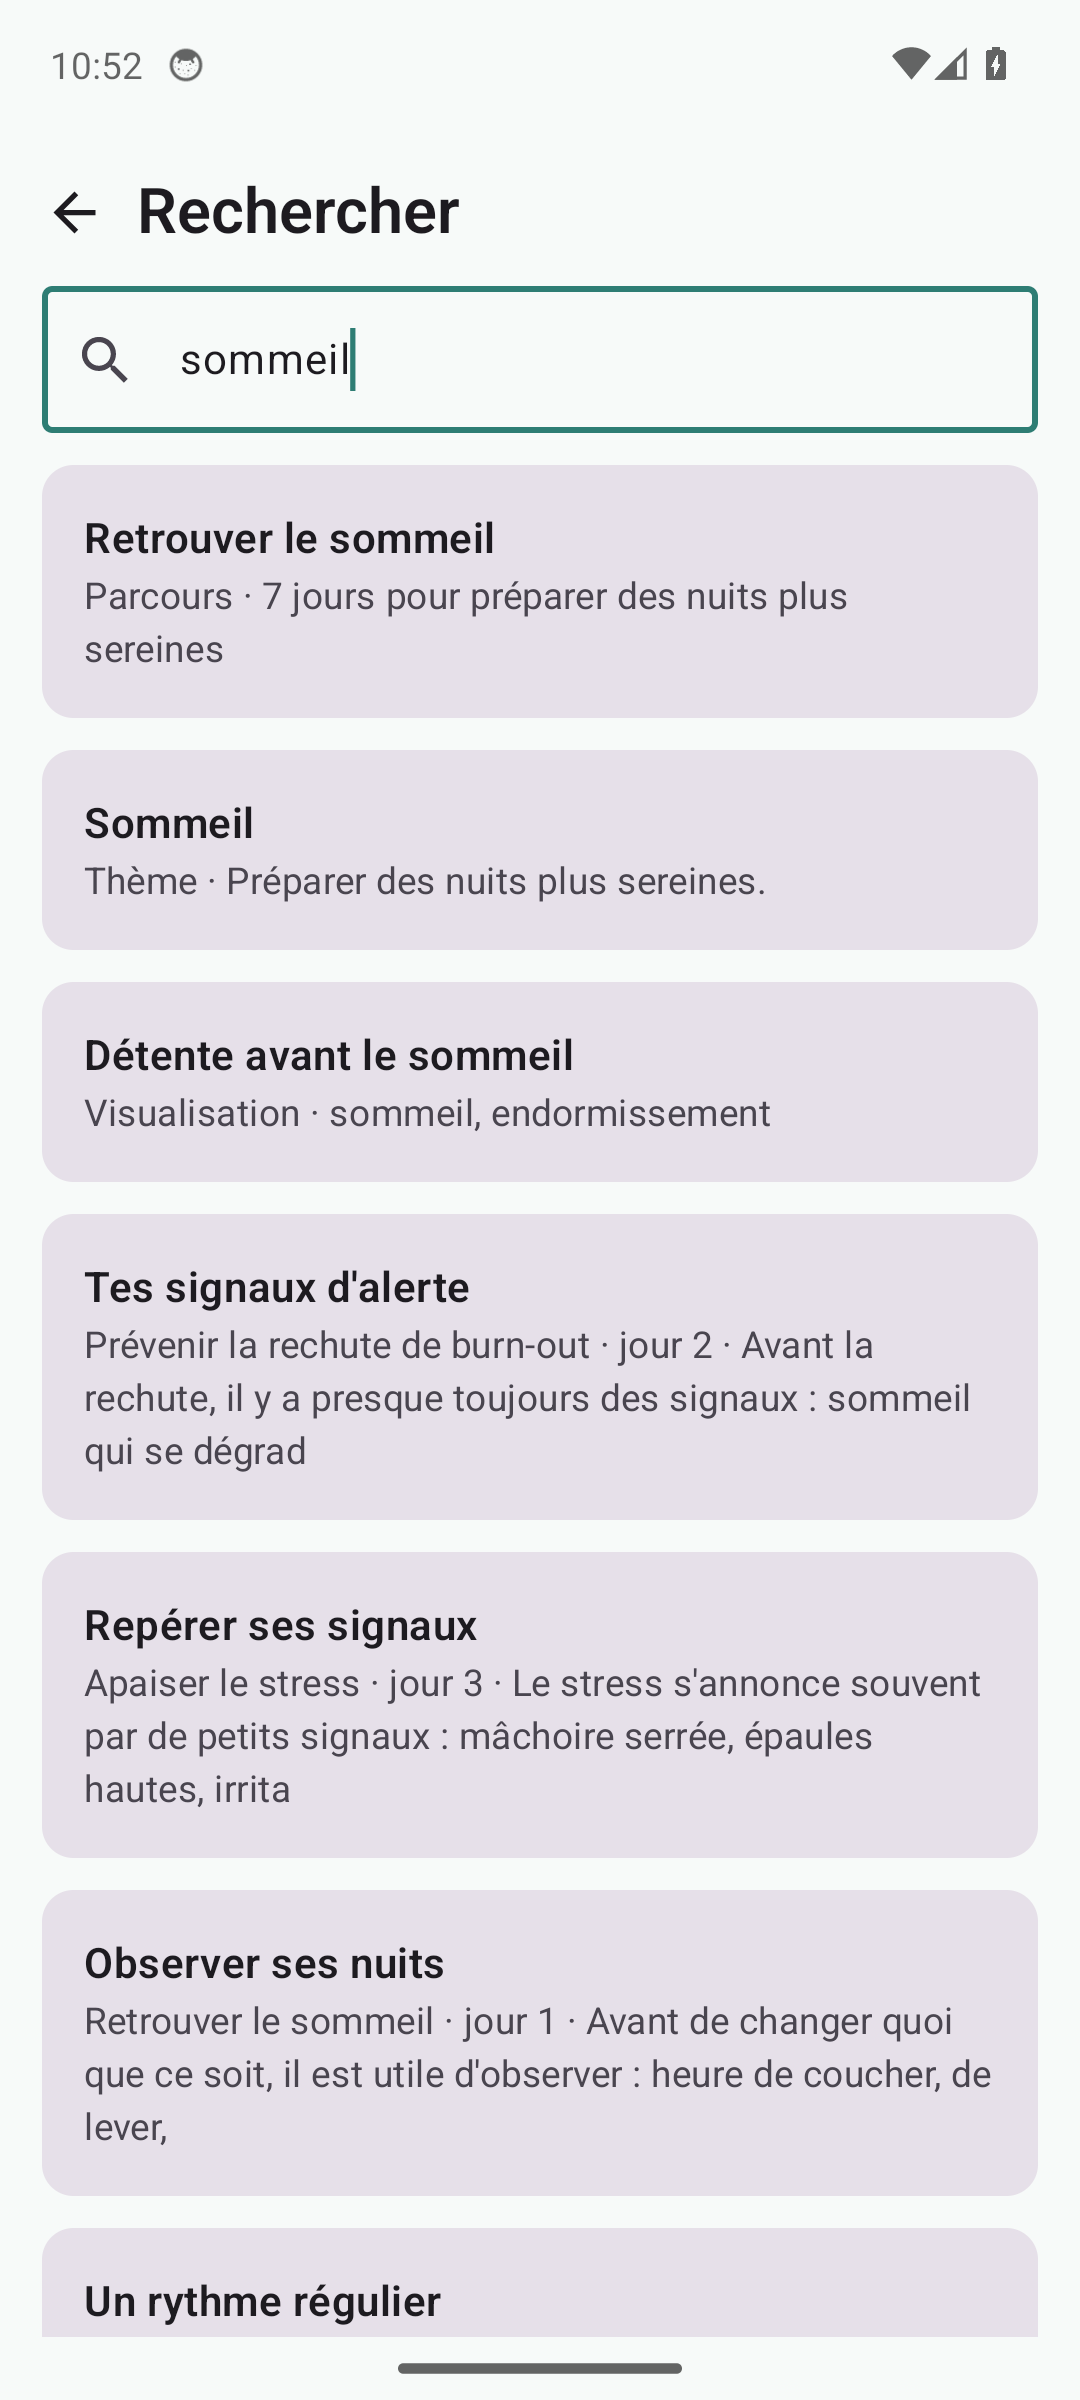 10:52
Rechercher
sommeil
Retrouver le sommeil
Parcours · 7 jours pour préparer des nuits plus
sereines
Sommeil
Thème · Préparer des nuits plus sereines.
Détente avant le sommeil
Visualisation · sommeil, endormissement
Tes signaux d'alerte
Prévenir la rechute de burn-out · jour 2 · Avant la
rechute, il y a presque toujours des signaux : sommeil
qui se dégrad
Repérer ses signaux
Apaiser le stress · jour 3 · Le stress s'annonce souvent
par de petits signaux : mâchoire serrée, épaules
hautes, irrita
Observer ses nuits
Retrouver le sommeil · jour 1 · Avant de changer quoi
que ce soit, il est utile d'observer : heure de coucher, de
lever,
Un rythme régulier